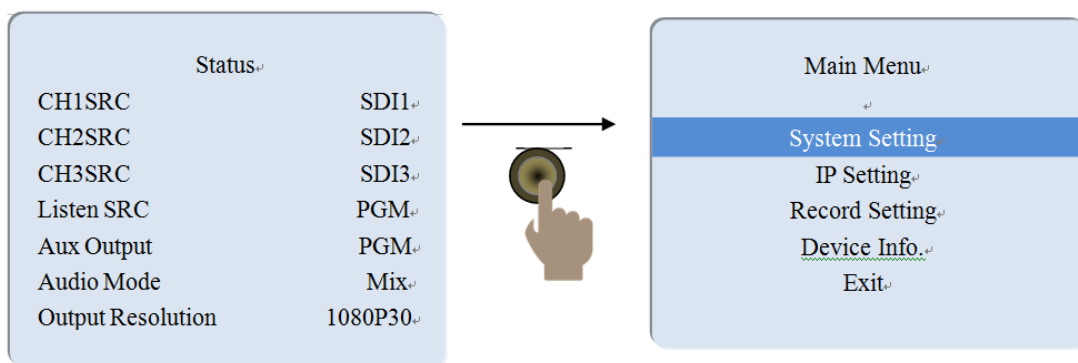 Status
CH1SRC SDI1
CH2SRC SDI2
CH3SRC SDI3
Listen SRC PGM
Aux Output PGM
Audio Mode Mix
Output Resolution 1080P30
Main Menu
System Setting
IP Setting
Record Setting
Device Info.
Exit